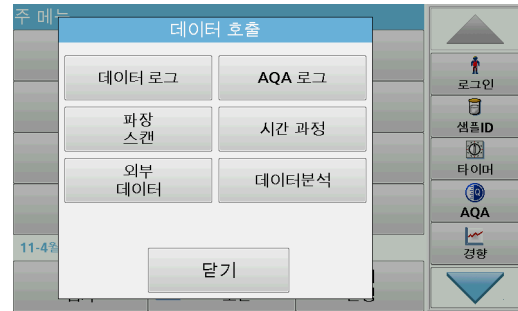 주 메
데이터 호출
데이터 로그
AQA 로그
파장
스캔
시간 과정
외부
데이터
데이터분석
닫기
11-4월
로그인
샘플ID
타이머
AQA
경향